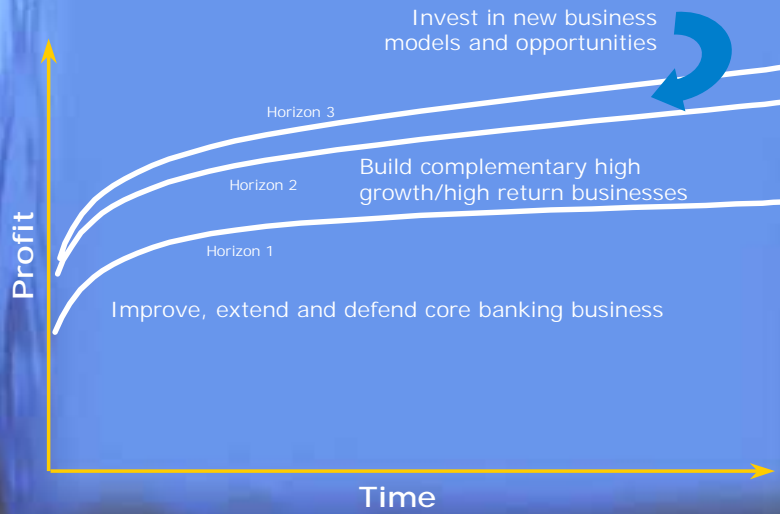 Invest in new business
models and opportunities
Horizon 3
Build complementary high
growth/high return businesses
Horizon 2
Horizon 1
Improve, extend and defend core banking business
Profit
Time